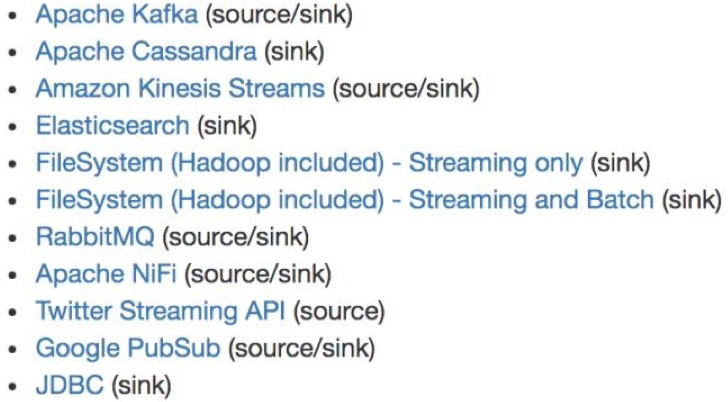 • Apache Kafka (source/sink)
• Apache Cassandra (sink)
• Amazon Kinesis Streams (source/sink)
• Elasticsearch (sink)
• FileSystem (Hadoop included) - Streaming only (sink)
• FileSystem (Hadoop included) - Streaming and Batch (sink)
• RabbitMQ (source/sink)
• Apache NiFi (source/sink)
• Twitter Streaming API (source)
• Google PubSub (source/sink)
• JDBC (sink)